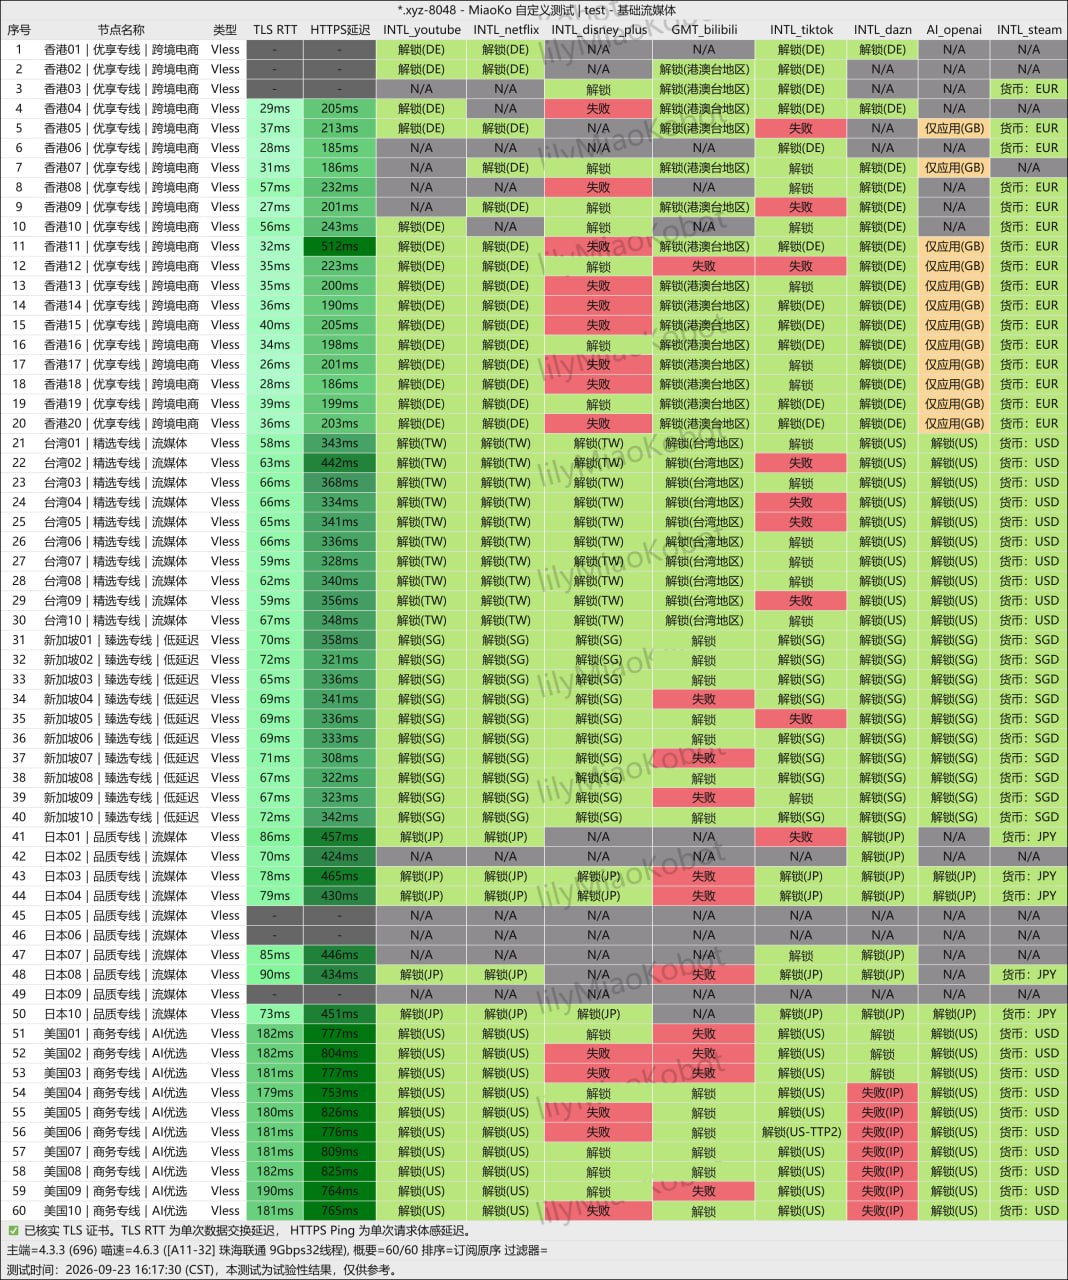 *.xyz-8048 - MiaoKo 自定义测试 | test - 基础流媒体
序号 节点名称 类型 TLS RTT HTTPS延迟 INTL_youtube INTL_netflix INTL_disney_plus GMT_bilibili INTL_tiktok INTL_dazn AI_openai INTL_steam
1 香港01 | 优享专线 | 跨境电商 Vless - - 解锁(DE) 解锁(DE) N/A N/A 解锁(DE) 解锁(DE) N/A N/A
2 香港02 | 优享专线 | 跨境电商 Vless - - 解锁(DE) 解锁(DE) N/A 解锁(港澳台地区) 解锁(DE) N/A N/A N/A
3 香港03 | 优享专线 | 跨境电商 Vless - - N/A N/A 解锁 解锁(港澳台地区) 解锁(DE) N/A N/A 货币：EUR
4 香港04 | 优享专线 | 跨境电商 Vless 29ms 205ms 解锁(DE) N/A 失败 解锁(港澳台地区) 解锁(DE) 解锁(DE) N/A N/A
5 香港05 | 优享专线 | 跨境电商 Vless 37ms 213ms 解锁(DE) 解锁(DE) N/A 解锁(港澳台地区) 失败 N/A 仅应用(GB) 货币：EUR
6 香港06 | 优享专线 | 跨境电商 Vless 28ms 185ms N/A N/A N/A N/A 解锁(DE) N/A N/A 货币：EUR
7 香港07 | 优享专线 | 跨境电商 Vless 31ms 186ms N/A 解锁(DE) N/A 解锁(港澳台地区) 解锁 解锁(DE) 仅应用(GB) N/A
8 香港08 | 优享专线 | 跨境电商 Vless 57ms 232ms N/A N/A 失败 N/A 解锁 解锁(DE) N/A 货币：EUR
9 香港09 | 优享专线 | 跨境电商 Vless 27ms 201ms N/A 解锁(DE) 解锁 解锁(港澳台地区) 失败 解锁(DE) N/A 货币：EUR
10 香港10 | 优享专线 | 跨境电商 Vless 56ms 243ms 解锁(DE) N/A 解锁 N/A 解锁 解锁(DE) N/A 货币：EUR
11 香港11 | 优享专线 | 跨境电商 Vless 32ms 512ms 解锁(DE) 解锁(DE) 失败 解锁(港澳台地区) 解锁(DE) 解锁(DE) 仅应用(GB) 货币：EUR
12 香港12 | 优享专线 | 跨境电商 Vless 35ms 223ms 解锁(DE) 解锁(DE) 解锁 失败 失败 解锁(DE) 仅应用(GB) 货币：EUR
13 香港13 | 优享专线 | 跨境电商 Vless 35ms 200ms 解锁(DE) 解锁(DE) 失败 解锁(港澳台地区) 解锁 解锁(DE) 仅应用(GB) 货币：EUR
14 香港14 | 优享专线 | 跨境电商 Vless 36ms 190ms 解锁(DE) 解锁(DE) 失败 解锁(港澳台地区) 解锁(DE) 解锁(DE) 仅应用(GB) 货币：EUR
15 香港15 | 优享专线 | 跨境电商 Vless 40ms 205ms 解锁(DE) 解锁(DE) 失败 解锁(港澳台地区) 解锁(DE) 解锁(DE) 仅应用(GB) 货币：EUR
16 香港16 | 优享专线 | 跨境电商 Vless 34ms 198ms 解锁(DE) 解锁(DE) 解锁 解锁(港澳台地区) 解锁(DE) 解锁(DE) 仅应用(GB) 货币：EUR
17 香港17 | 优享专线 | 跨境电商 Vless 26ms 201ms 解锁(DE) 解锁(DE) 失败 解锁(港澳台地区) 解锁 解锁(DE) 仅应用(GB) 货币：EUR
18 香港18 | 优享专线 | 跨境电商 Vless 28ms 186ms 解锁(DE) 解锁(DE) 失败 解锁(港澳台地区) 解锁 解锁(DE) 仅应用(GB) 货币：EUR
19 香港19 | 优享专线 | 跨境电商 Vless 39ms 199ms 解锁(DE) 解锁(DE) 解锁 解锁(港澳台地区) 解锁(DE) 解锁(DE) 仅应用(GB) 货币：EUR
20 香港20 | 优享专线 | 跨境电商 Vless 36ms 203ms 解锁(DE) 解锁(DE) 失败 解锁(港澳台地区) 解锁(DE) 解锁(DE) 仅应用(GB) 货币：EUR
21 台湾01 | 精选专线 | 流媒体 Vless 58ms 343ms 解锁(TW) 解锁(TW) 解锁(TW) 解锁(台湾地区) 解锁 解锁(US) 解锁(US) 货币：USD
22 台湾02 | 精选专线 | 流媒体 Vless 63ms 442ms 解锁(TW) 解锁(TW) 解锁(TW) 解锁(台湾地区) 失败 解锁(US) 解锁(US) 货币：USD
23 台湾03 | 精选专线 | 流媒体 Vless 66ms 368ms 解锁(TW) 解锁(TW) 解锁(TW) 解锁(台湾地区) 解锁 解锁(US) 解锁(US) 货币：USD
24 台湾04 | 精选专线 | 流媒体 Vless 66ms 334ms 解锁(TW) 解锁(TW) 解锁(TW) 解锁(台湾地区) 失败 解锁(US) 解锁(US) 货币：USD
25 台湾05 | 精选专线 | 流媒体 Vless 65ms 341ms 解锁(TW) 解锁(TW) 解锁(TW) 解锁(台湾地区) 失败 解锁(US) 解锁(US) 货币：USD
26 台湾06 | 精选专线 | 流媒体 Vless 66ms 336ms 解锁(TW) 解锁(TW) 解锁(TW) 解锁(台湾地区) 解锁 解锁(US) 解锁(US) 货币：USD
27 台湾07 | 精选专线 | 流媒体 Vless 59ms 328ms 解锁(TW) 解锁(TW) 解锁(TW) 解锁(台湾地区) 解锁 解锁(US) 解锁(US) 货币：USD
28 台湾08 | 精选专线 | 流媒体 Vless 62ms 340ms 解锁(TW) 解锁(TW) 解锁(TW) 解锁(台湾地区) 解锁 解锁(US) 解锁(US) 货币：USD
29 台湾09 | 精选专线 | 流媒体 Vless 59ms 356ms 解锁(TW) 解锁(TW) 解锁(TW) 解锁(台湾地区) 失败 解锁(US) 解锁(US) 货币：USD
30 台湾10 | 精选专线 | 流媒体 Vless 67ms 348ms 解锁(TW) 解锁(TW) 解锁(TW) 解锁(台湾地区) 解锁 解锁(US) 解锁(US) 货币：USD
31 新加坡01 | 臻选专线 | 低延迟 Vless 70ms 358ms 解锁(SG) 解锁(SG) 解锁(SG) 解锁 解锁(SG) 解锁(SG) 解锁(SG) 货币：SGD
32 新加坡02 | 臻选专线 | 低延迟 Vless 72ms 321ms 解锁(SG) 解锁(SG) 解锁(SG) 解锁 解锁(SG) 解锁(SG) 解锁(SG) 货币：SGD
33 新加坡03 | 臻选专线 | 低延迟 Vless 65ms 336ms 解锁(SG) 解锁(SG) 解锁(SG) 解锁 解锁(SG) 解锁(SG) 解锁(SG) 货币：SGD
34 新加坡04 | 臻选专线 | 低延迟 Vless 69ms 341ms 解锁(SG) 解锁(SG) 解锁(SG) 失败 解锁(SG) 解锁(SG) 解锁(SG) 货币：SGD
35 新加坡05 | 臻选专线 | 低延迟 Vless 69ms 336ms 解锁(SG) 解锁(SG) 解锁(SG) 解锁 失败 解锁(SG) 解锁(SG) 货币：SGD
36 新加坡06 | 臻选专线 | 低延迟 Vless 69ms 333ms 解锁(SG) 解锁(SG) 解锁(SG) 解锁 解锁(SG) 解锁(SG) 解锁(SG) 货币：SGD
37 新加坡07 | 臻选专线 | 低延迟 Vless 71ms 308ms 解锁(SG) 解锁(SG) 解锁(SG) 失败 解锁(SG) 解锁(SG) 解锁(SG) 货币：SGD
38 新加坡08 | 臻选专线 | 低延迟 Vless 67ms 322ms 解锁(SG) 解锁(SG) 解锁(SG) 解锁 解锁(SG) 解锁(SG) 解锁(SG) 货币：SGD
39 新加坡09 | 臻选专线 | 低延迟 Vless 67ms 323ms 解锁(SG) 解锁(SG) 解锁(SG) 失败 解锁 解锁(SG) 解锁(SG) 货币：SGD
40 新加坡10 | 臻选专线 | 低延迟 Vless 72ms 342ms 解锁(SG) 解锁(SG) 解锁(SG) 解锁 解锁(SG) 解锁(SG) 解锁(SG) 货币：SGD
41 日本01 | 品质专线 | 流媒体 Vless 86ms 457ms 解锁(JP) 解锁(JP) N/A N/A 失败 解锁(JP) N/A 货币：JPY
42 日本02 | 品质专线 | 流媒体 Vless 70ms 424ms N/A N/A N/A N/A N/A 解锁(JP) N/A N/A
43 日本03 | 品质专线 | 流媒体 Vless 78ms 465ms 解锁(JP) 解锁(JP) 解锁(JP) 失败 解锁(JP) 解锁(JP) 解锁(JP) 货币：JPY
44 日本04 | 品质专线 | 流媒体 Vless 79ms 430ms 解锁(JP) 解锁(JP) 解锁(JP) 失败 解锁(JP) 解锁(JP) 解锁(JP) 货币：JPY
45 日本05 | 品质专线 | 流媒体 Vless - - N/A N/A N/A N/A N/A N/A N/A N/A
46 日本06 | 品质专线 | 流媒体 Vless - - N/A N/A N/A N/A N/A N/A N/A N/A
47 日本07 | 品质专线 | 流媒体 Vless 85ms 446ms N/A N/A N/A N/A 解锁 解锁(JP) N/A N/A
48 日本08 | 品质专线 | 流媒体 Vless 90ms 434ms 解锁(JP) 解锁(JP) N/A 失败 解锁(JP) 解锁(JP) N/A 货币：JPY
49 日本09 | 品质专线 | 流媒体 Vless - - N/A N/A N/A N/A N/A N/A N/A N/A
50 日本10 | 品质专线 | 流媒体 Vless 73ms 451ms 解锁(JP) 解锁(JP) 解锁(JP) N/A 解锁(JP) 解锁(JP) 解锁(JP) 货币：JPY
51 美国01 | 商务专线 | AI优选 Vless 182ms 777ms 解锁(US) 解锁(US) 解锁 失败 解锁(US) 解锁 解锁(US) 货币：USD
52 美国02 | 商务专线 | AI优选 Vless 182ms 804ms 解锁(US) 解锁(US) 失败 失败 解锁(US) 解锁 解锁(US) 货币：USD
53 美国03 | 商务专线 | AI优选 Vless 181ms 777ms 解锁(US) 解锁(US) 失败 失败 解锁(US) 解锁 解锁(US) 货币：USD
54 美国04 | 商务专线 | AI优选 Vless 179ms 753ms 解锁(US) 解锁(US) 解锁 解锁 解锁(US) 失败(IP) 解锁(US) 货币：USD
55 美国05 | 商务专线 | AI优选 Vless 180ms 826ms 解锁(US) 解锁(US) 失败 解锁 解锁(US) 失败(IP) 解锁(US) 货币：USD
56 美国06 | 商务专线 | AI优选 Vless 181ms 776ms 解锁(US) 解锁(US) 失败 解锁 解锁(US-TTP2) 失败(IP) 解锁(US) 货币：USD
57 美国07 | 商务专线 | AI优选 Vless 181ms 809ms 解锁(US) 解锁(US) 解锁 解锁 解锁(US) 失败(IP) 解锁(US) 货币：USD
58 美国08 | 商务专线 | AI优选 Vless 182ms 825ms 解锁(US) 解锁(US) 解锁 解锁 解锁(US) 失败(IP) 解锁(US) 货币：USD
59 美国09 | 商务专线 | AI优选 Vless 190ms 764ms 解锁(US) 解锁(US) 解锁 失败 解锁(US) 失败(IP) 解锁(US) 货币：USD
60 美国10 | 商务专线 | AI优选 Vless 181ms 765ms 解锁(US) 解锁(US) 失败 解锁 解锁(US) 失败(IP) 解锁(US) 货币：USD
✅ 已核实 TLS 证书。TLS RTT 为单次数据交换延迟， HTTPS Ping 为单次请求体感延迟。
主端=4.3.3 (696) 喵速=4.6.3 ([A11-32] 珠海联通 9Gbps32线程), 概要=60/60 排序=订阅原序 过滤器=
测试时间：2026-09-23 16:17:30 (CST)，本测试为试验性结果，仅供参考。
lilyMiaoKobot